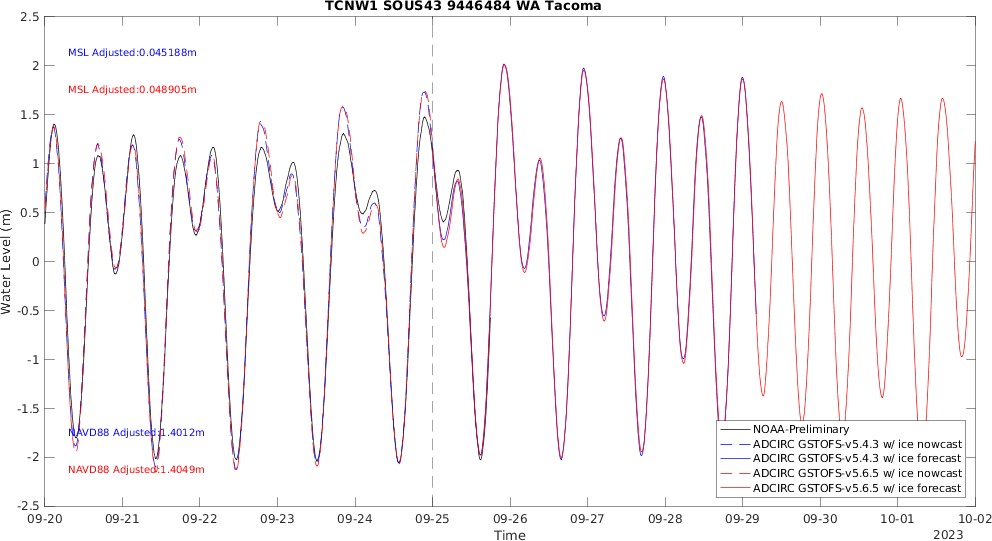 TCNW1 SOUS43 9446484 WA Tacoma
MSL Adjusted:0.045188m
MSL Adjusted:0.048905m
NAVD88 Adjusted:1.4012m
NAVD88 Adjusted:1.4049m
Water Level (m)
2.5
2
1.5
1
0.5
0
-0.5
-1
-1.5
-2
-2.5
NOAA-Preliminary
ADCIRC GSTOFS-v5.4.3 w/ ice nowcast
ADCIRC GSTOFS-v5.4.3 w/ ice forecast
ADCIRC GSTOFS-v5.6.5 w/ ice nowcast
ADCIRC GSTOFS-v5.6.5 w/ ice forecast
09-20 09-21 09-22 09-23 09-24 09-25 09-26 09-27 09-28 09-29 09-30 10-01 10-02
Time
2023